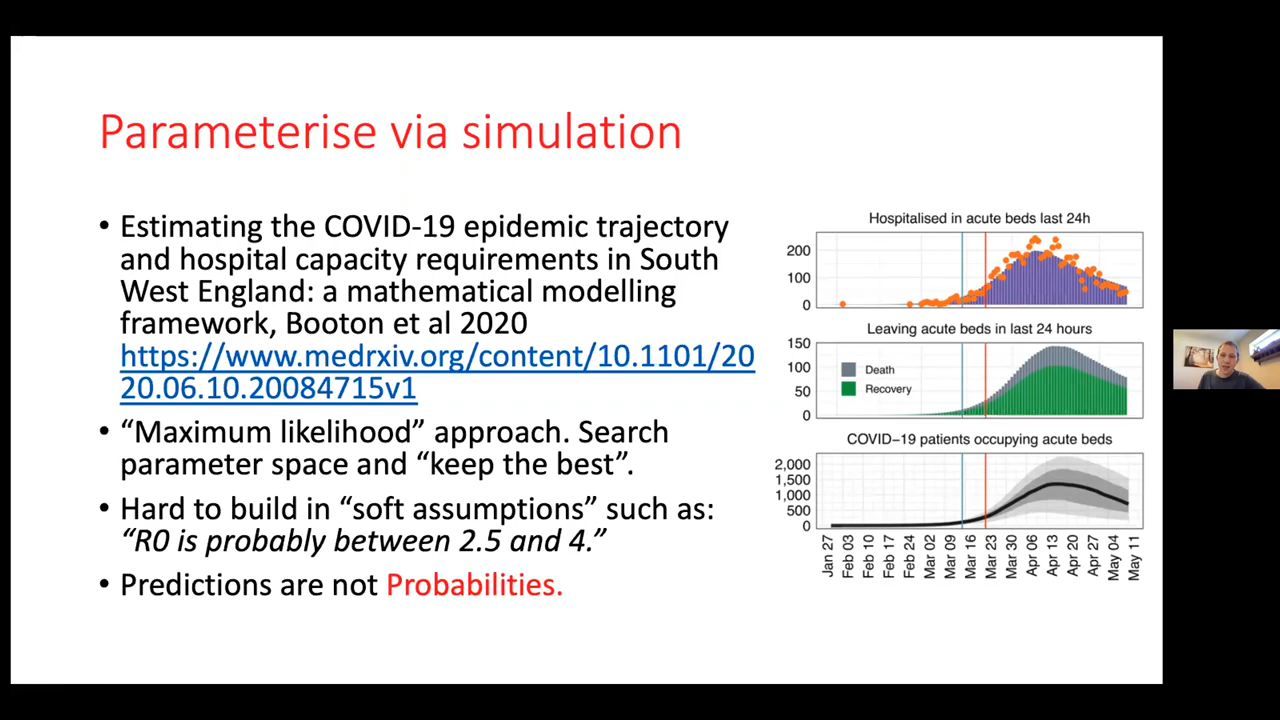 Parameterise via simulation
• Estimating the COVID-19 epidemic trajectory
and hospital capacity requirements in South
West England: a mathematical modelling
framework, Booton et al 2020
https://www.medrxiv.org/content/10.1101/20
20.06.10.20084715v1
• “Maximum likelihood” approach. Search
parameter space and “keep the best”.
• Hard to build in “soft assumptions” such as:
“R0 is probably between 2.5 and 4.”
• Predictions are not Probabilities.
Hospitalised in acute beds last 24h
200
100
0
Leaving acute beds in last 24 hours
150
100
50
0
Death
Recovery
COVID−19 patients occupying acute beds
2,000
1,500
1,000
500
0
Jan 27
Feb 03
Feb 10
Feb 17
Feb 24
Mar 02
Mar 09
Mar 16
Mar 23
Mar 30
Apr 06
Apr 13
Apr 20
Apr 27
May 04
May 11